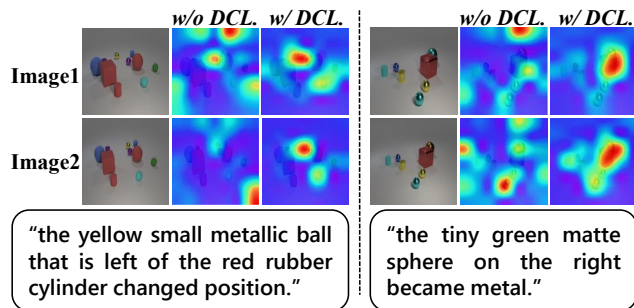 w/o DCL. w/ DCL. w/o DCL. w/ DCL.
Image1
Image2
“the yellow small metallic ball
that is left of the red rubber
cylinder changed position.”
“the tiny green matte
sphere on the right
became metal.”